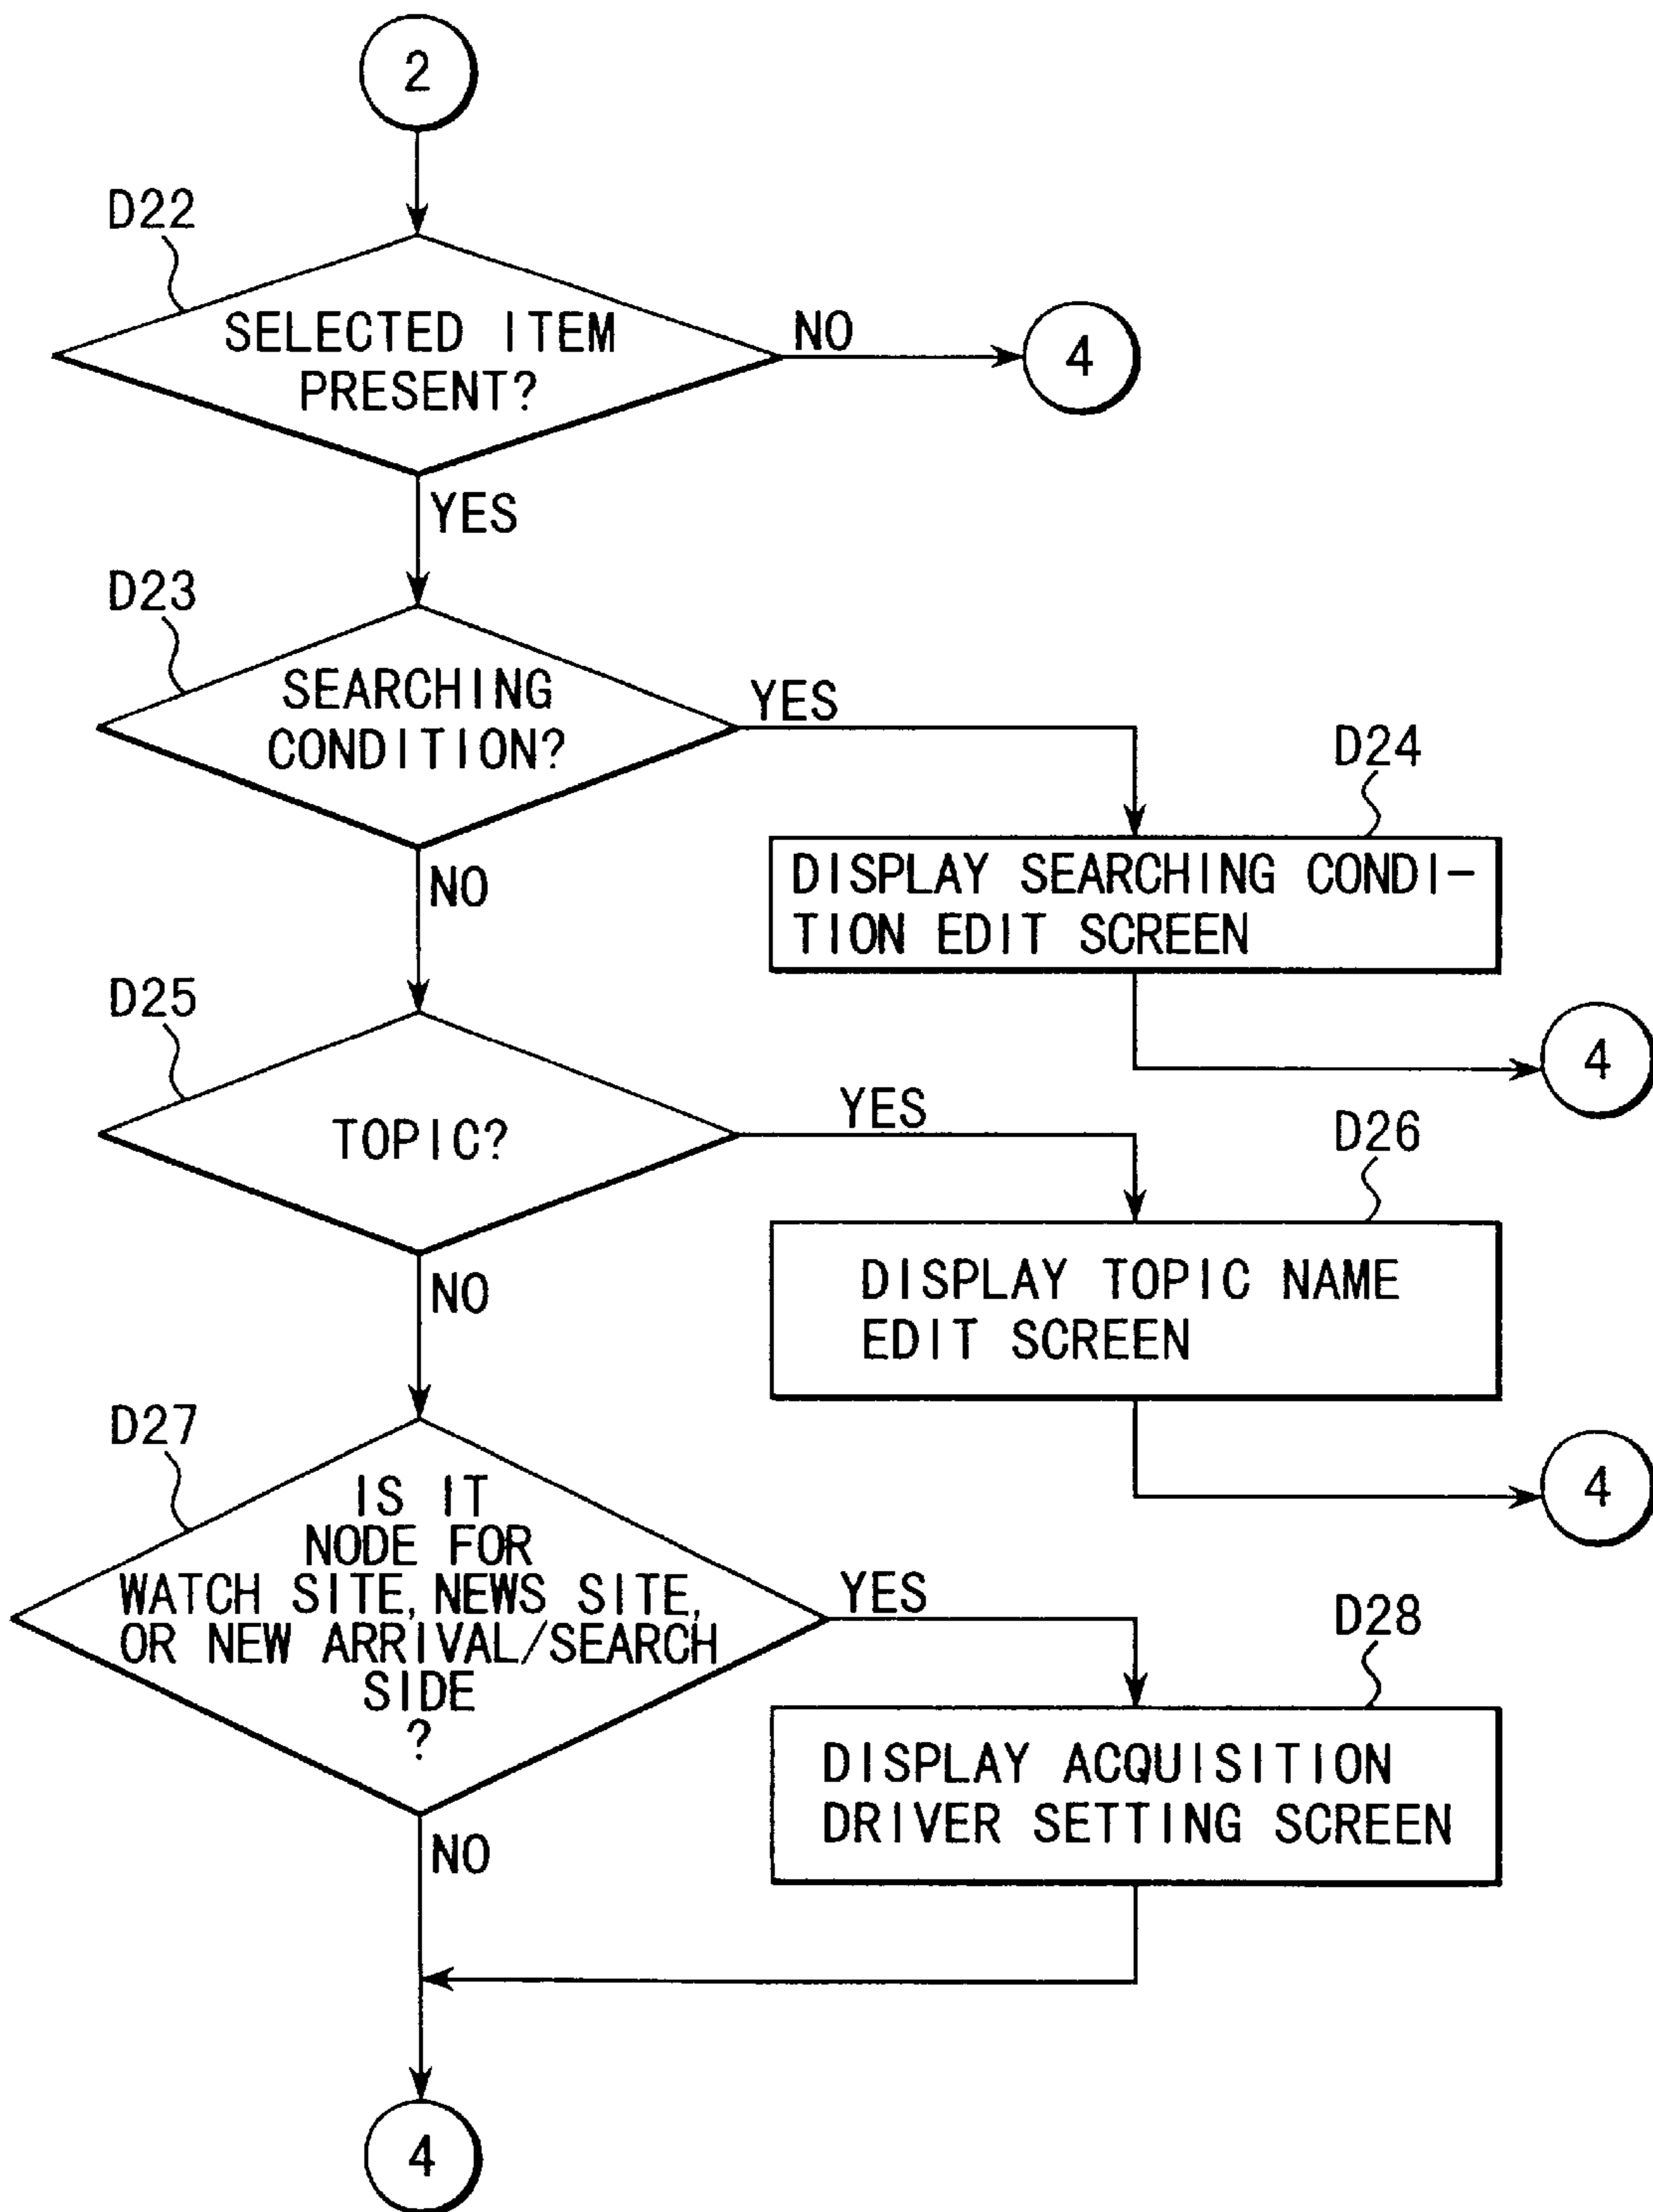 2
D22
SELECTED ITEM
PRESENT?
NO
4
YES
D23
SEARCHING
CONDITION?
YES
D24
DISPLAY SEARCHING CONDI-
TION EDIT SCREEN
NO
4
D25
TOPIC?
YES
D26
DISPLAY TOPIC NAME
EDIT SCREEN
NO
4
D27
IS IT
NODE FOR
WATCH SITE, NEWS SITE,
OR NEW ARRIVAL/SEARCH
SIDE
?
YES
D28
DISPLAY ACQUISITION
DRIVER SETTING SCREEN
NO
4